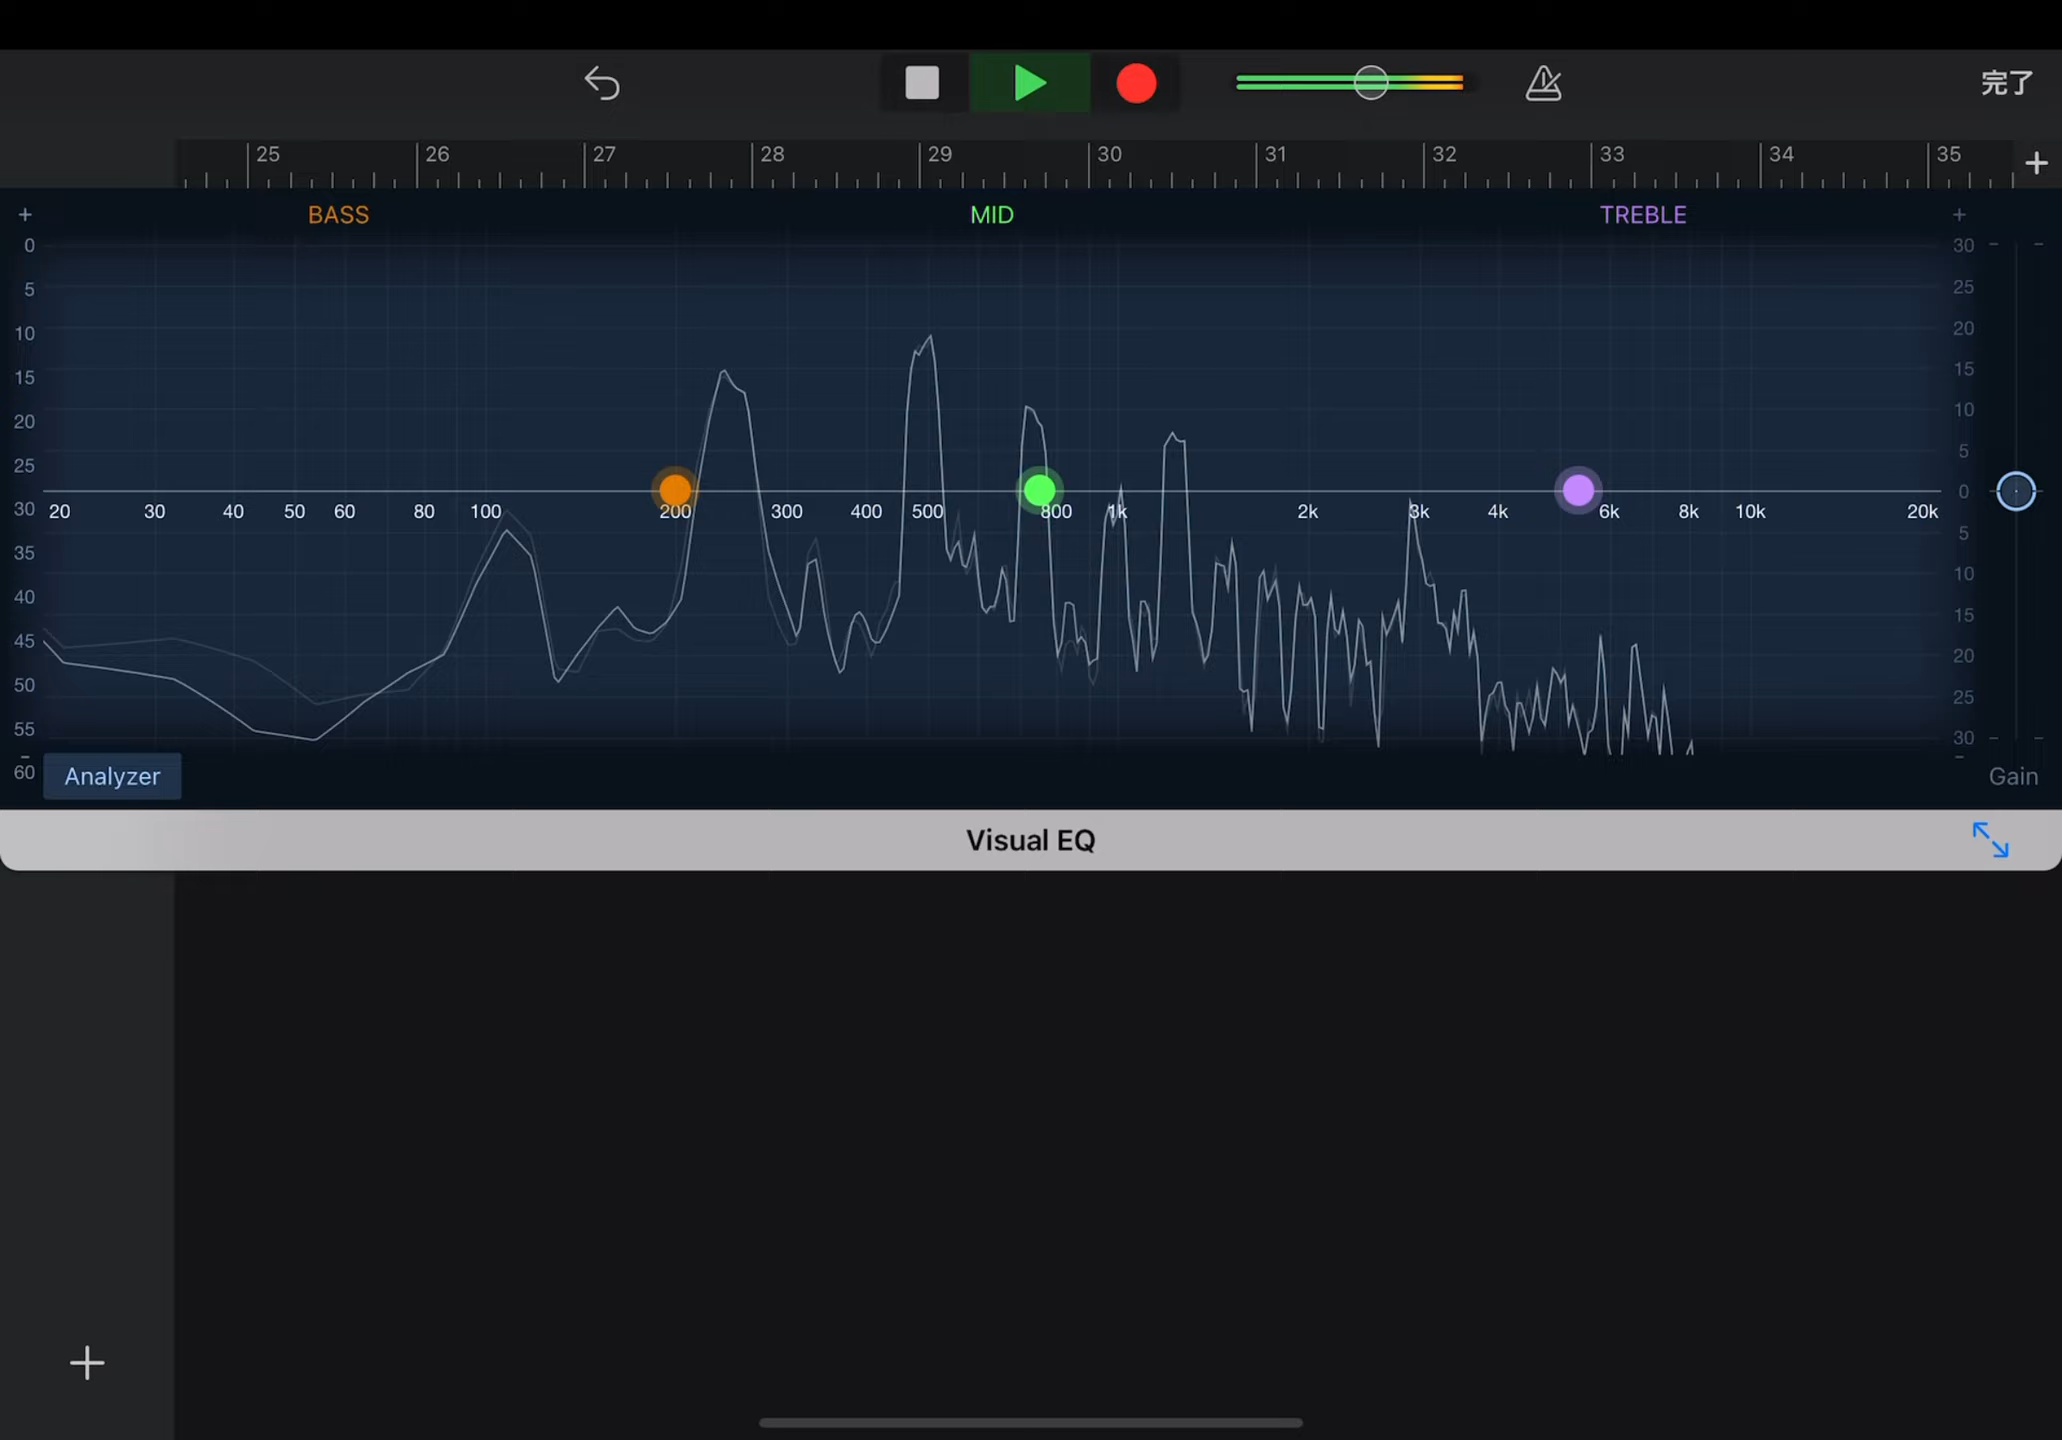 完了
25 26 27 28 29 30 31 32 33 34 35 +
+ BASS MID TREBLE +
0 30
5 25
10 20
15 15
20 10
25 5
30 0
20 30 40 50 60 80 100 200 300 400 500 800 1k 2k 3k 4k 6k 8k 10k 20k
35 5
40 10
45 15
50 20
55 25
60 30
Analyzer Gain
Visual EQ